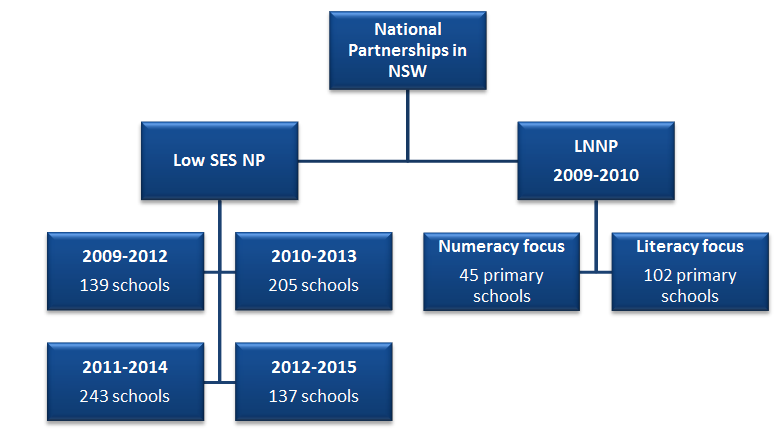 National
Partnerships in
NSW
Low SES NP
LNNP
2009-2010
2009-2012
139 schools
2010-2013
205 schools
Numeracy focus
45 primary
schools
Literacy focus
102 primary
schools
2011-2014
243 schools
2012-2015
137 schools